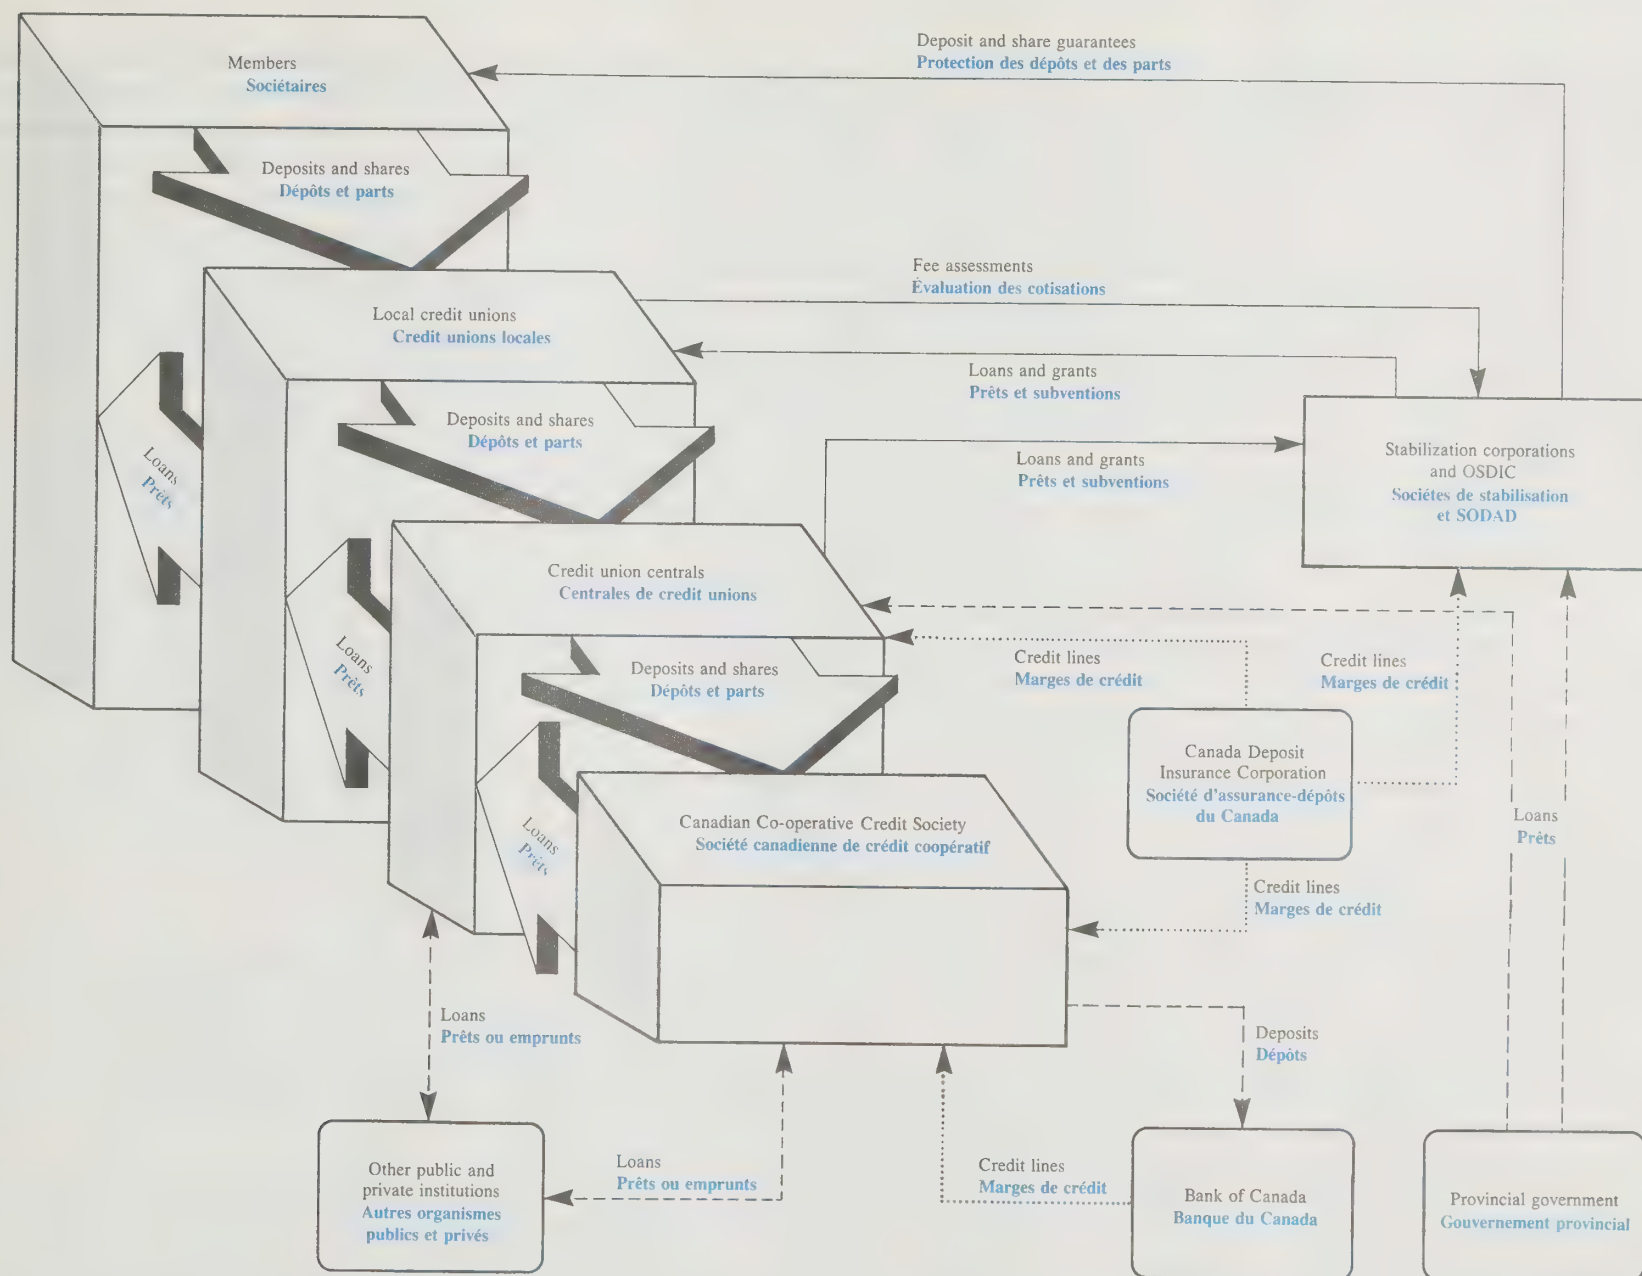 Members
Sociétaires
Deposit and share guarantees
Protection des dépôts et des parts
Deposits and shares
Dépôts et parts
Fee assessments
Évaluation des cotisations
Local credit unions
Credit unions locales
Loans and grants
Prêts et subventions
Deposits and shares
Dépôts et parts
Loans
Prêts
Loans and grants
Prêts et subventions
Stabilization corporations
and OSDIC
Sociétes de stabilisation
et SODAD
Credit union centrals
Centrales de credit unions
Loans
Prêts
Deposits and shares
Dépôts et parts
Credit lines
Marges de crédit
Credit lines
Marges de crédit
Canada Deposit
Insurance Corporation
Société d'assurance-dépôts
du Canada
Loans
Prêts
Canadian Co-operative Credit Society
Société canadienne de crédit coopératif
Loans
Prêts
Credit lines
Marges de crédit
Loans
Prêts ou emprunts
Deposits
Dépôts
Other public and
private institutions
Autres organismes
publics et privés
Loans
Prêts ou emprunts
Credit lines
Marges de crédit
Bank of Canada
Banque du Canada
Provincial government
Gouvernement provincial